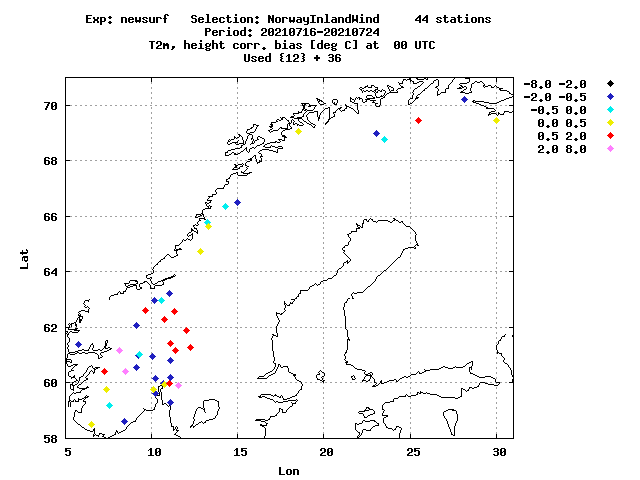 Exp: newsurf   Selection: NorwayInlandWind     44 stations
Period: 20210716-20210724
T2m, height corr. bias [deg C] at  00 UTC
Used {12} + 36
-8.0 -2.0
-2.0 -0.5
-0.5 0.0
0.0 0.5
0.5 2.0
2.0 8.0
70
68
66
64
62
60
58
Lat
5 10 15 20 25 30
Lon